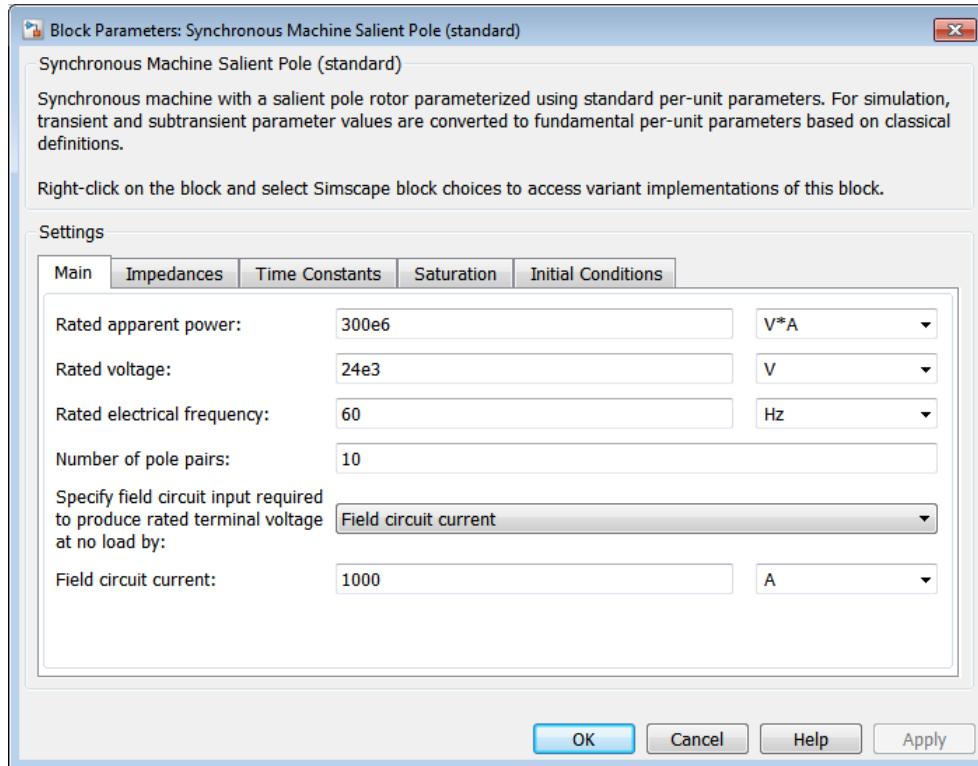 Block Parameters: Synchronous Machine Salient Pole (standard)
Synchronous Machine Salient Pole (standard)
Synchronous machine with a salient pole rotor parameterized using standard per-unit parameters. For simulation,
transient and subtransient parameter values are converted to fundamental per-unit parameters based on classical
definitions.
Right-click on the block and select Simscape block choices to access variant implementations of this block.
Settings
Main Impedances Time Constants Saturation Initial Conditions
Rated apparent power: 300e6 V*A
Rated voltage: 24e3 V
Rated electrical frequency: 60 Hz
Number of pole pairs: 10
Specify field circuit input required
to produce rated terminal voltage Field circuit current
at no load by:
Field circuit current: 1000 A
OK Cancel Help Apply